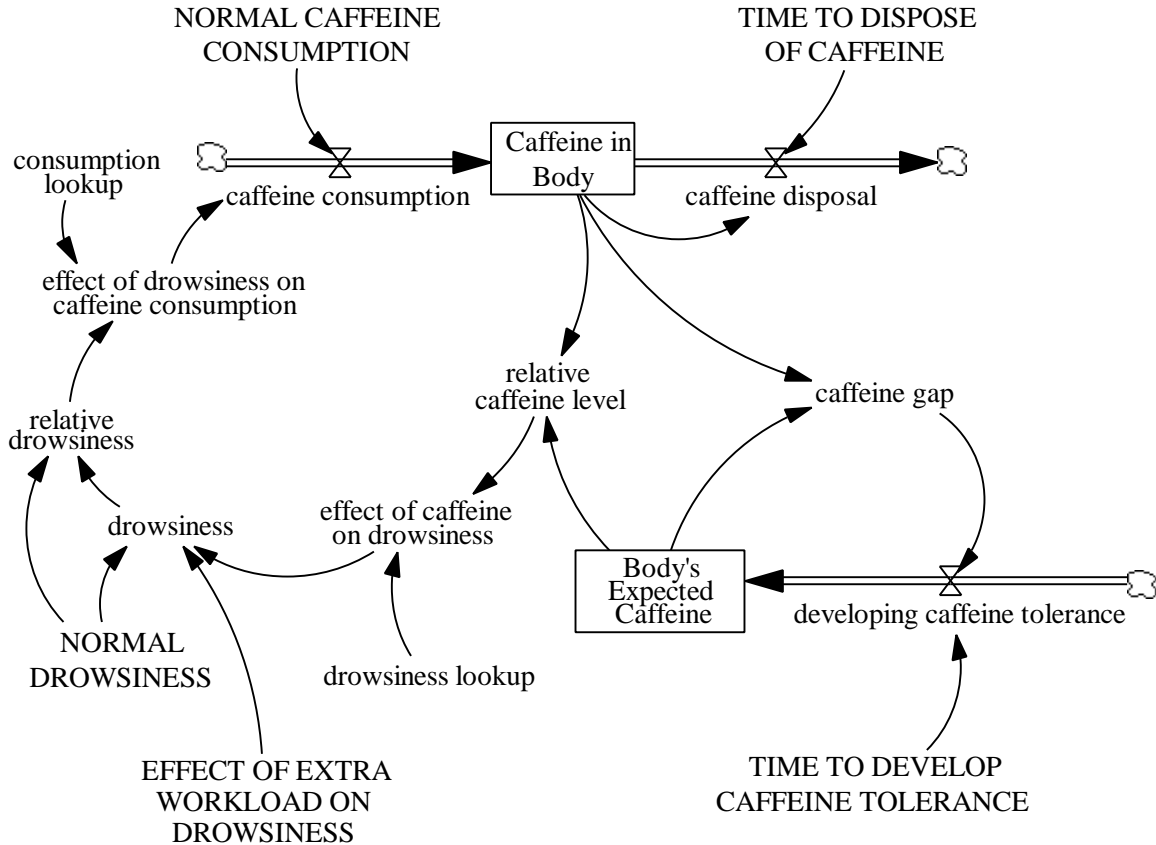 NORMAL CAFFEINE
CONSUMPTION
TIME TO DISPOSE
OF CAFFEINE
Caffeine in
Body
consumption
lookup
caffeine consumption
caffeine disposal
effect of drowsiness on
caffeine consumption
relative
caffeine level
caffeine gap
relative
drowsiness
effect of caffeine
on drowsiness
drowsiness
Body's
Expected
Caffeine
developing caffeine tolerance
NORMAL
DROWSINESS
drowsiness lookup
EFFECT OF EXTRA
WORKLOAD ON
DROWSINESS
TIME TO DEVELOP
CAFFEINE TOLERANCE